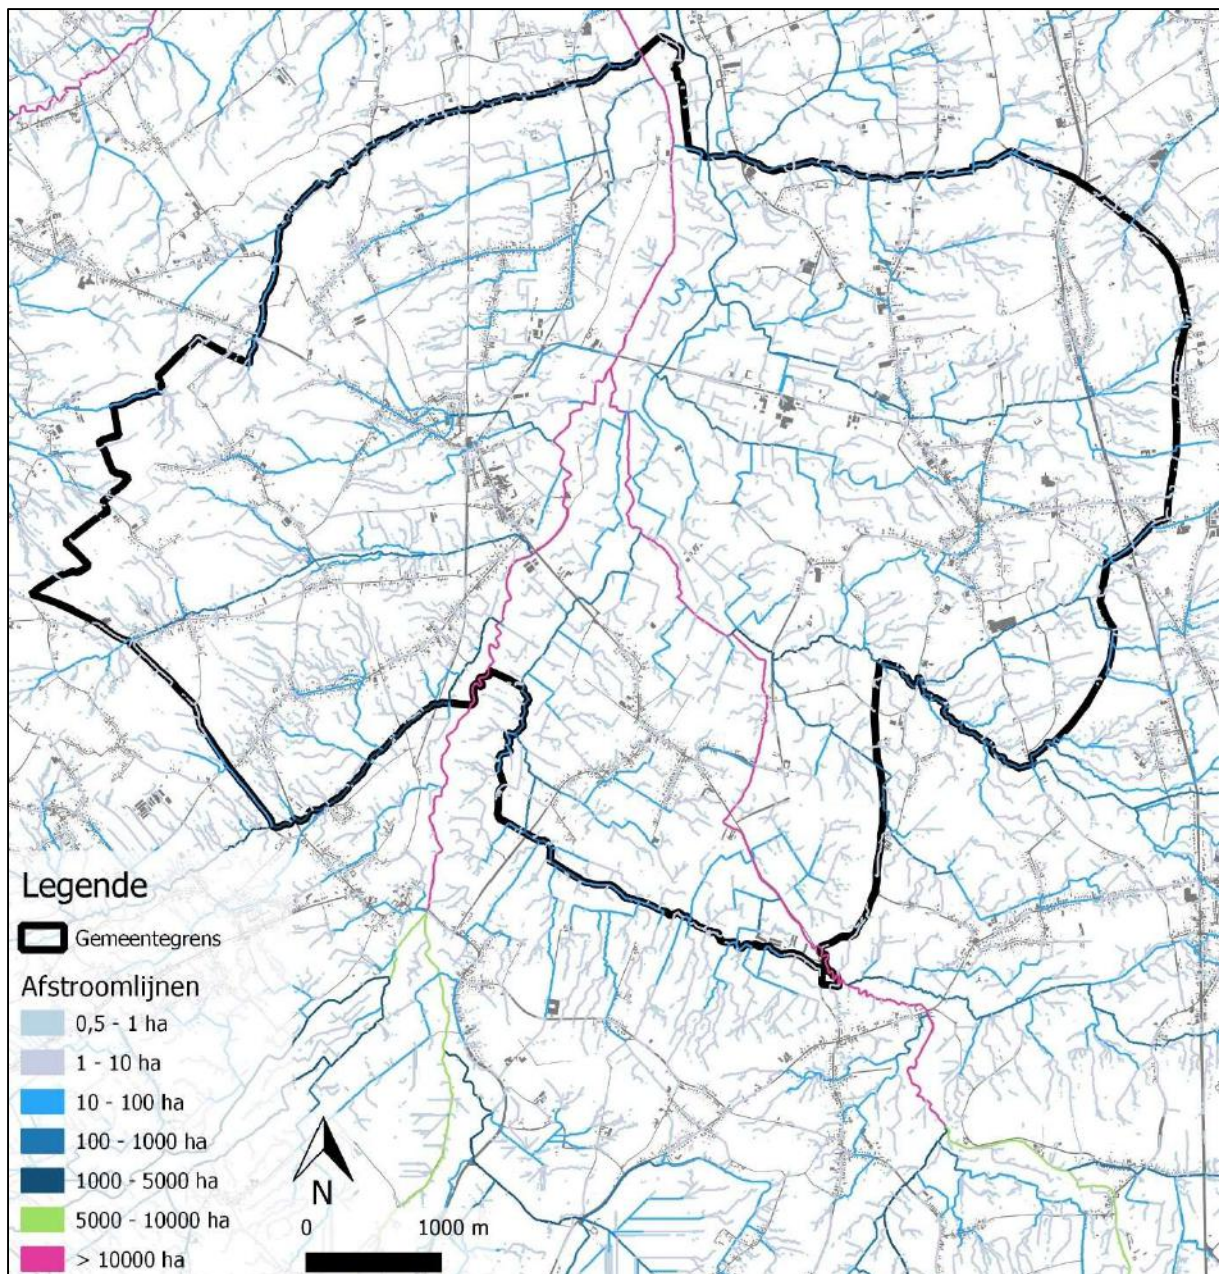 Legende
Gemeentegrens
Afstroomlijnen
0,5 - 1 ha
1 - 10 ha
10 - 100 ha
100 - 1000 ha
1000 - 5000 ha
5000 - 10000 ha
> 10000 ha
N
0 1000 m